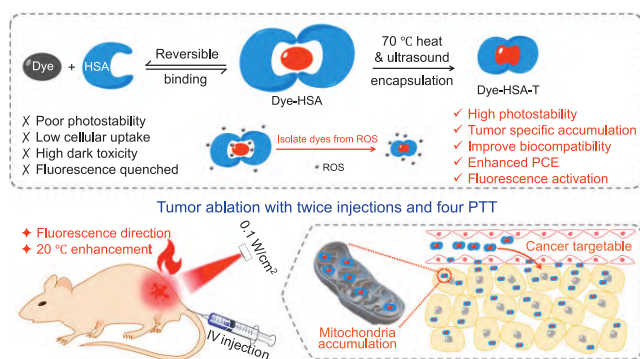 Dye + HSA
Reversible
binding
Dye-HSA
70 °C heat
& ultrasound
encapsulation
Dye-HSA-T
✗ Poor photostability
✗ Low cellular uptake
✗ High dark toxicity
✗ Fluorescence quenched
Isolate dyes from ROS
ROS
✓ High photostability
✓ Tumor specific accumulation
✓ Improve biocompatibility
✓ Enhanced PCE
✓ Fluorescence activation
Tumor ablation with twice injections and four PTT
Fluorescence direction
20 °C enhancement
0.1 W/cm²
IV injection
Mitochondria
accumulation
Cancer targetable